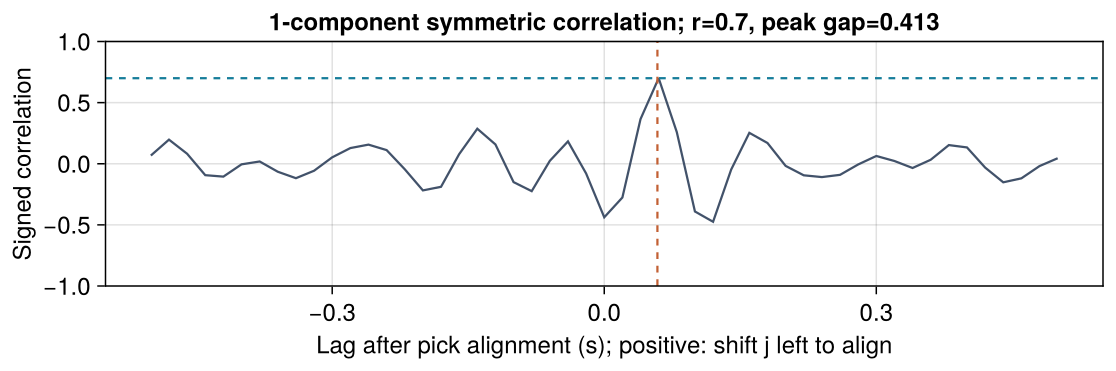 1-component symmetric correlation; r=0.7, peak gap=0.413
1.0
0.5
0.0
−0.5
−1.0
Signed correlation
−0.3
0.0
0.3
Lag after pick alignment (s); positive: shift j left to align